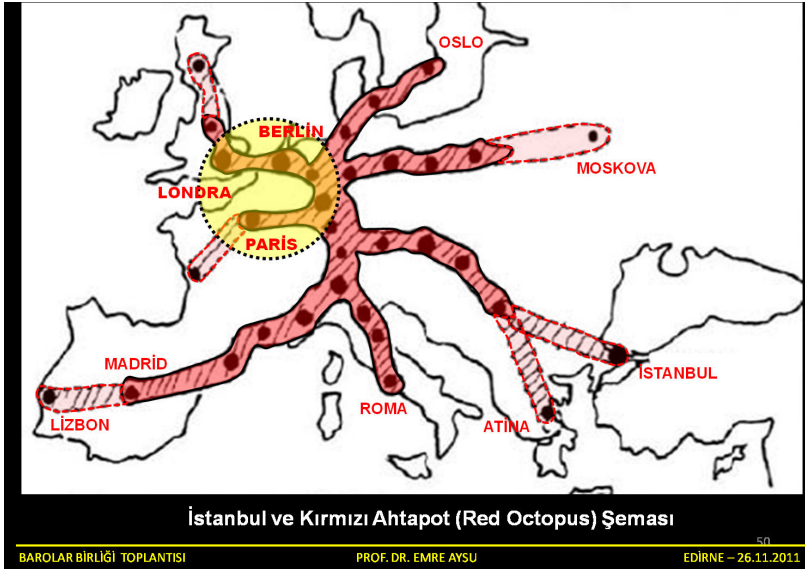 OSLO
BERLİN
MOSKOVA
LONDRA
PARİS
MADRİD
İSTANBUL
ROMA
LİZBON
ATİNA
İstanbul ve Kırmızı Ahtapot (Red Octopus) Şeması
50
BAROLAR BİRLİĞİ TOPLANTISI PROF. DR. EMRE AYSU EDİRNE – 26.11.2011